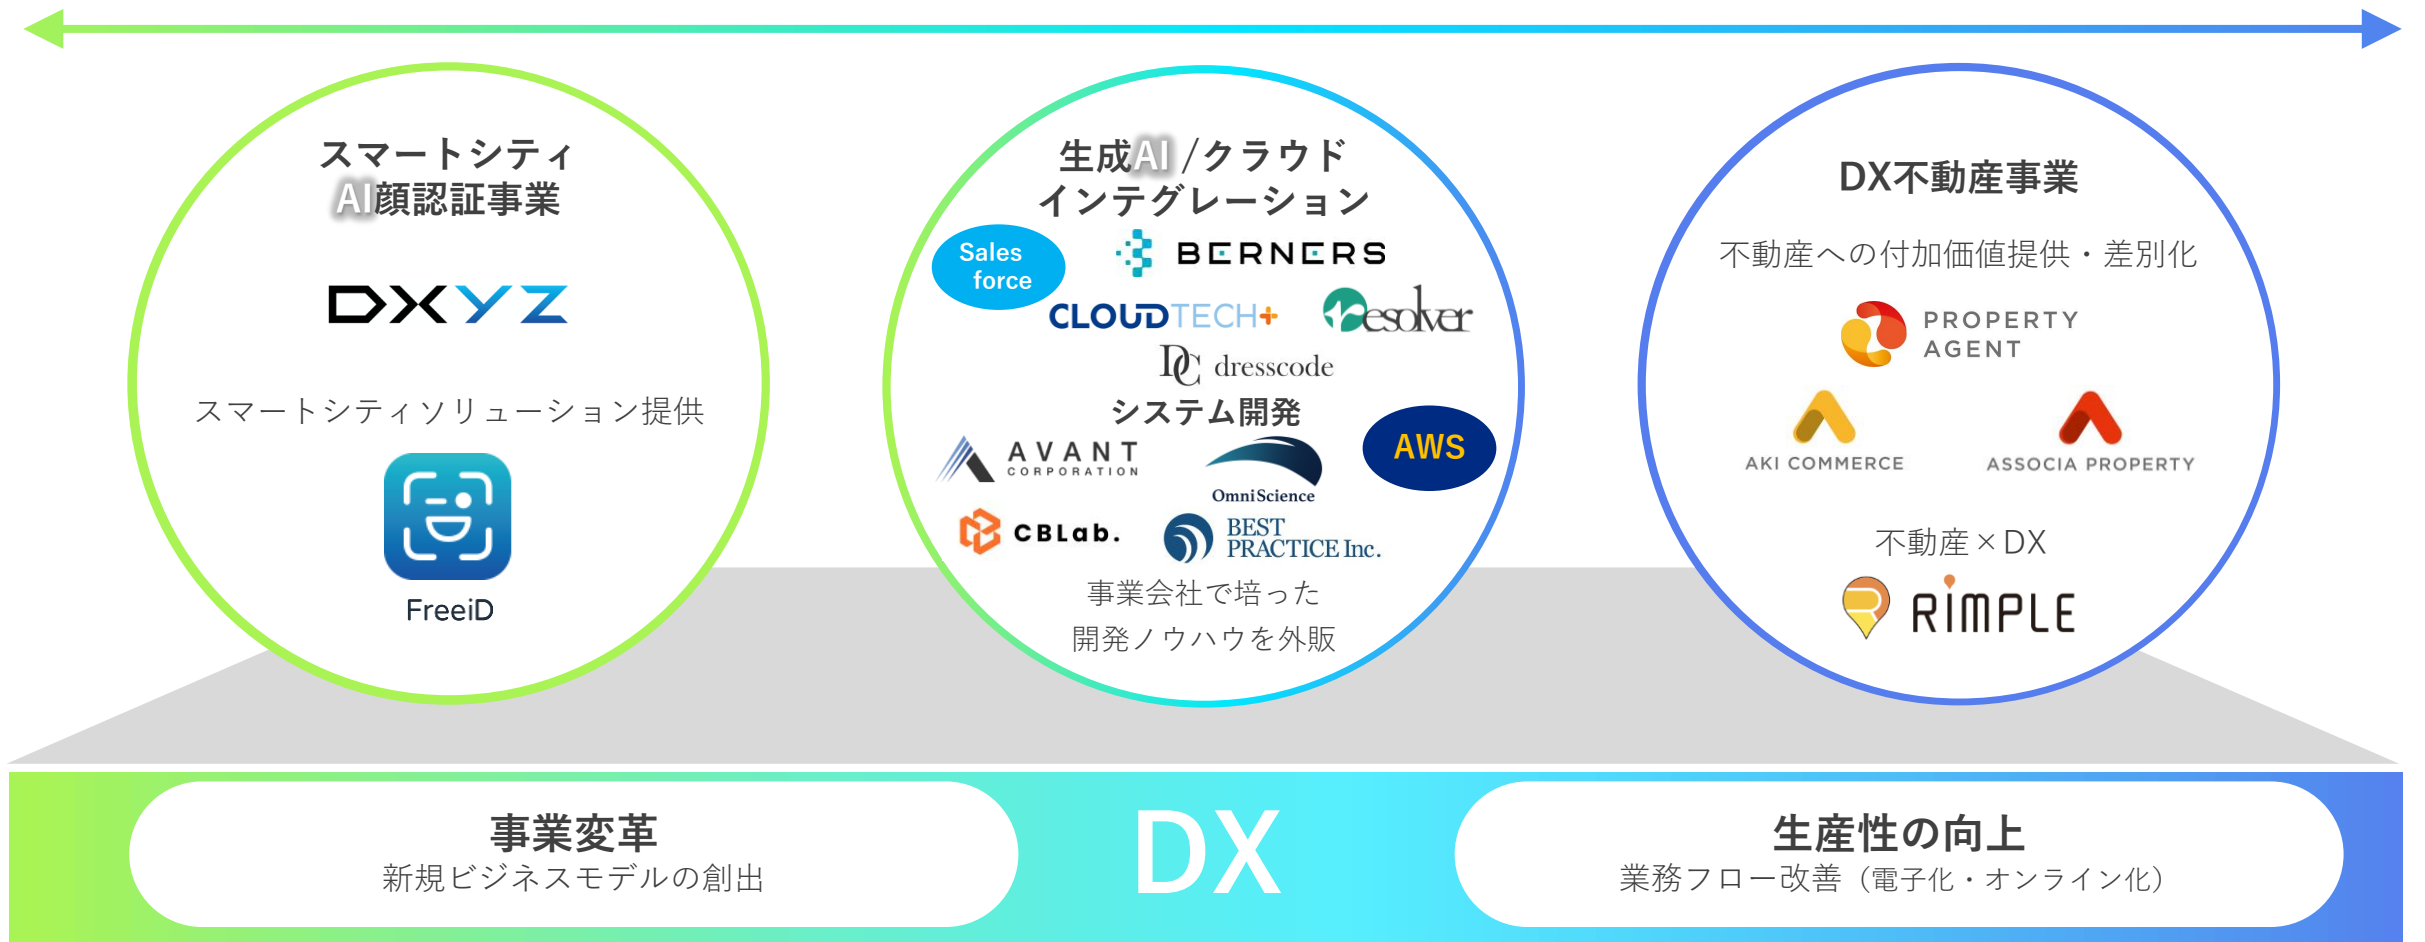 スマートシティ
AI顔認証事業
DXYZ
スマートシティソリューション提供
FreeiD
生成AI /クラウド
インテグレーション
Sales
force
BERNERS
CLOUDTECH+
resolver
DC dresscode
システム開発
AVANT
CORPORATION
OmniScience
AWS
CBLab.
BEST
PRACTICE Inc.
事業会社で培った
開発ノウハウを外販
DX不動産事業
不動産への付加価値提供・差別化
PROPERTY
AGENT
AKI COMMERCE
ASSOCIA PROPERTY
不動産×DX
RIMPLE
事業変革
新規ビジネスモデルの創出
DX
生産性の向上
業務フロー改善（電子化・オンライン化）